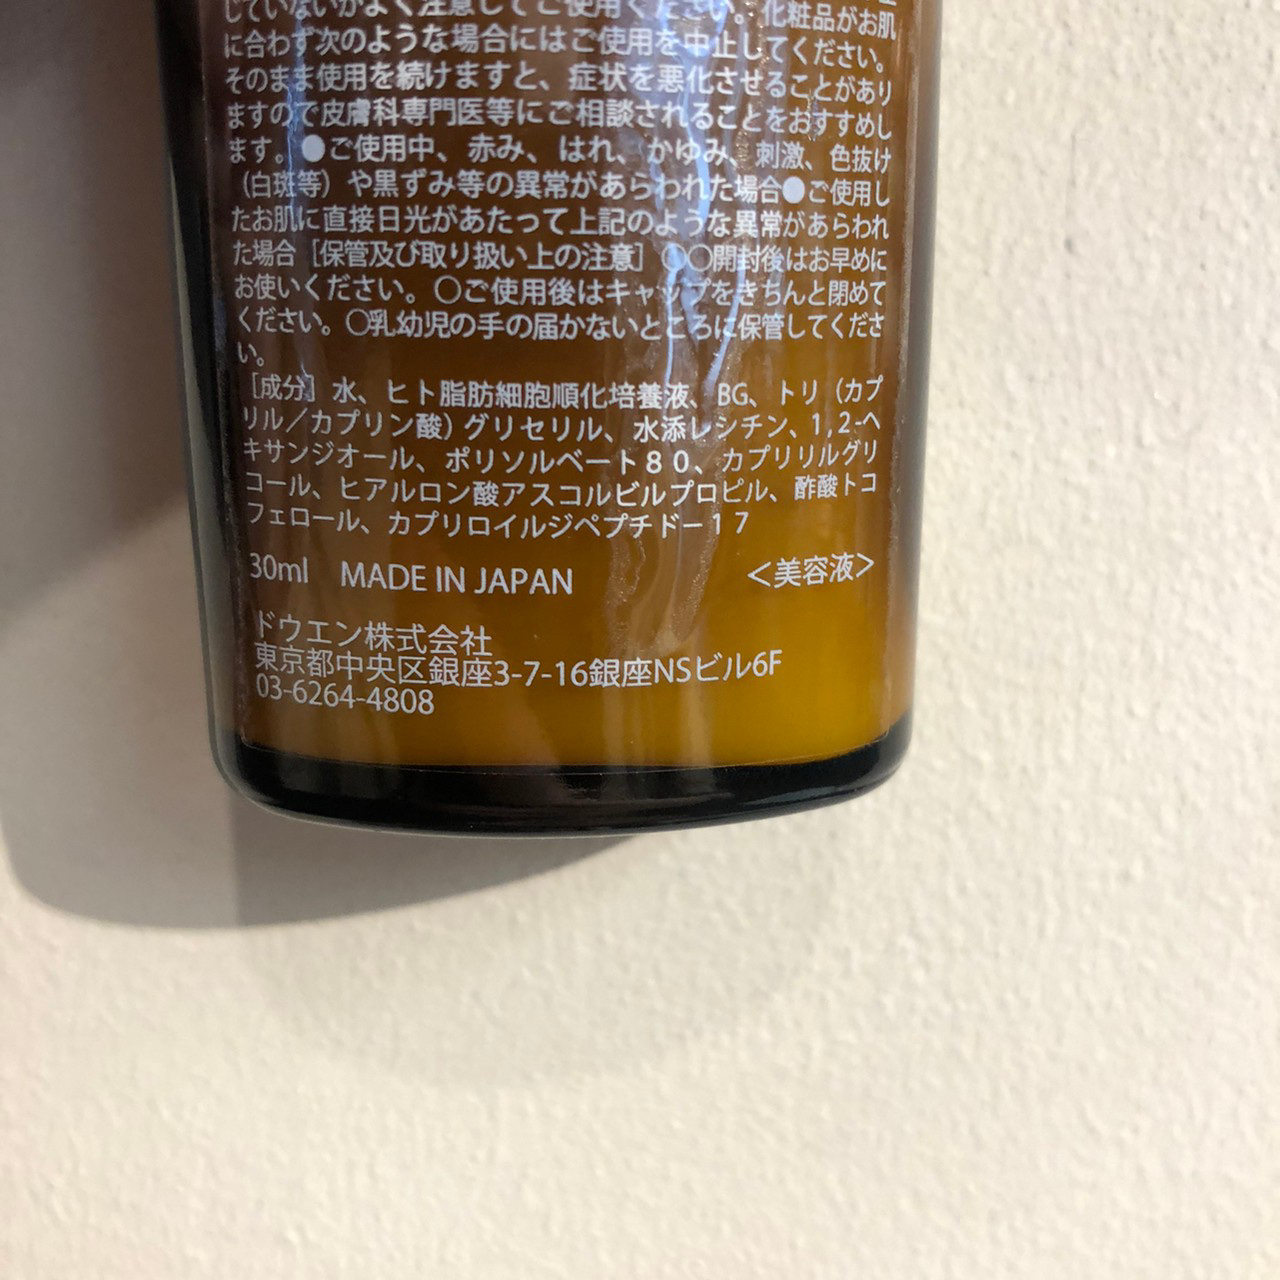 していないかよく注意してご使用ください。化粧品がお肌
に合わず次のような場合にはご使用を中止してください。
そのまま使用を続けますと、症状を悪化させることがあり
ますので皮膚科専門医等にご相談されることをおすすめし
ます。●ご使用中、赤み、はれ、かゆみ、刺激、色抜け
（白斑等）や黒ずみ等の異常があらわれた場合●ご使用し
たお肌に直接日光があたって上記のような異常があらわれ
た場合［保管及び取り扱い上の注意］○○開封後はお早めに
お使いください。○ご使用後はキャップをきちんと閉めて
ください。○乳幼児の手の届かないところに保管してくださ
い。
［成分］水、ヒト脂肪細胞順化培養液、BG、トリ（カプ
リル／カプリン酸）グリセリル、水添レシチン、1,2-ヘ
キサンジオール、ポリソルベート８０、カプリリルグリ
コール、ヒアルロン酸アスコルビルプロピル、酢酸トコ
フェロール、カプリロイルジペプチドー１７
30ml MADE IN JAPAN ＜美容液＞
ドウエン株式会社
東京都中央区銀座3-7-16銀座NSビル6F
03-6264-4808